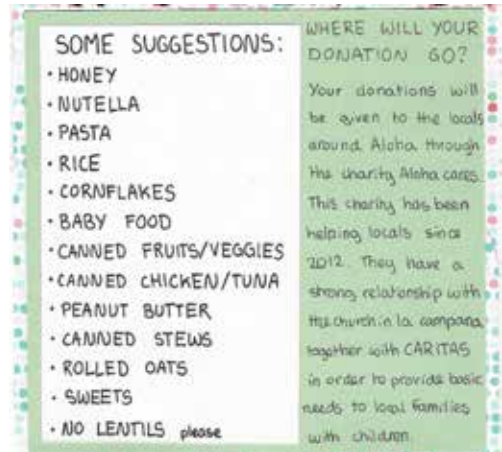 SOME SUGGESTIONS:
• HONEY
• NUTELLA
• PASTA
• RICE
• CORNFLAKES
• BABY FOOD
• CANNED FRUITS/VEGGIES
• CANNED CHICKEN/TUNA
• PEANUT BUTTER
• CANNED STEWS
• ROLLED OATS
• SWEETS
• NO LENTILS please
WHERE WILL YOUR
DONATION GO?
Your donations will
be given to the locals
around Aloha through
the charity Aloha cares.
This charity has been
helping locals since
2012. They have a
strong relationship with
the church in la campana
together with CARITAS
in order to provide basic
needs to local families
with children.